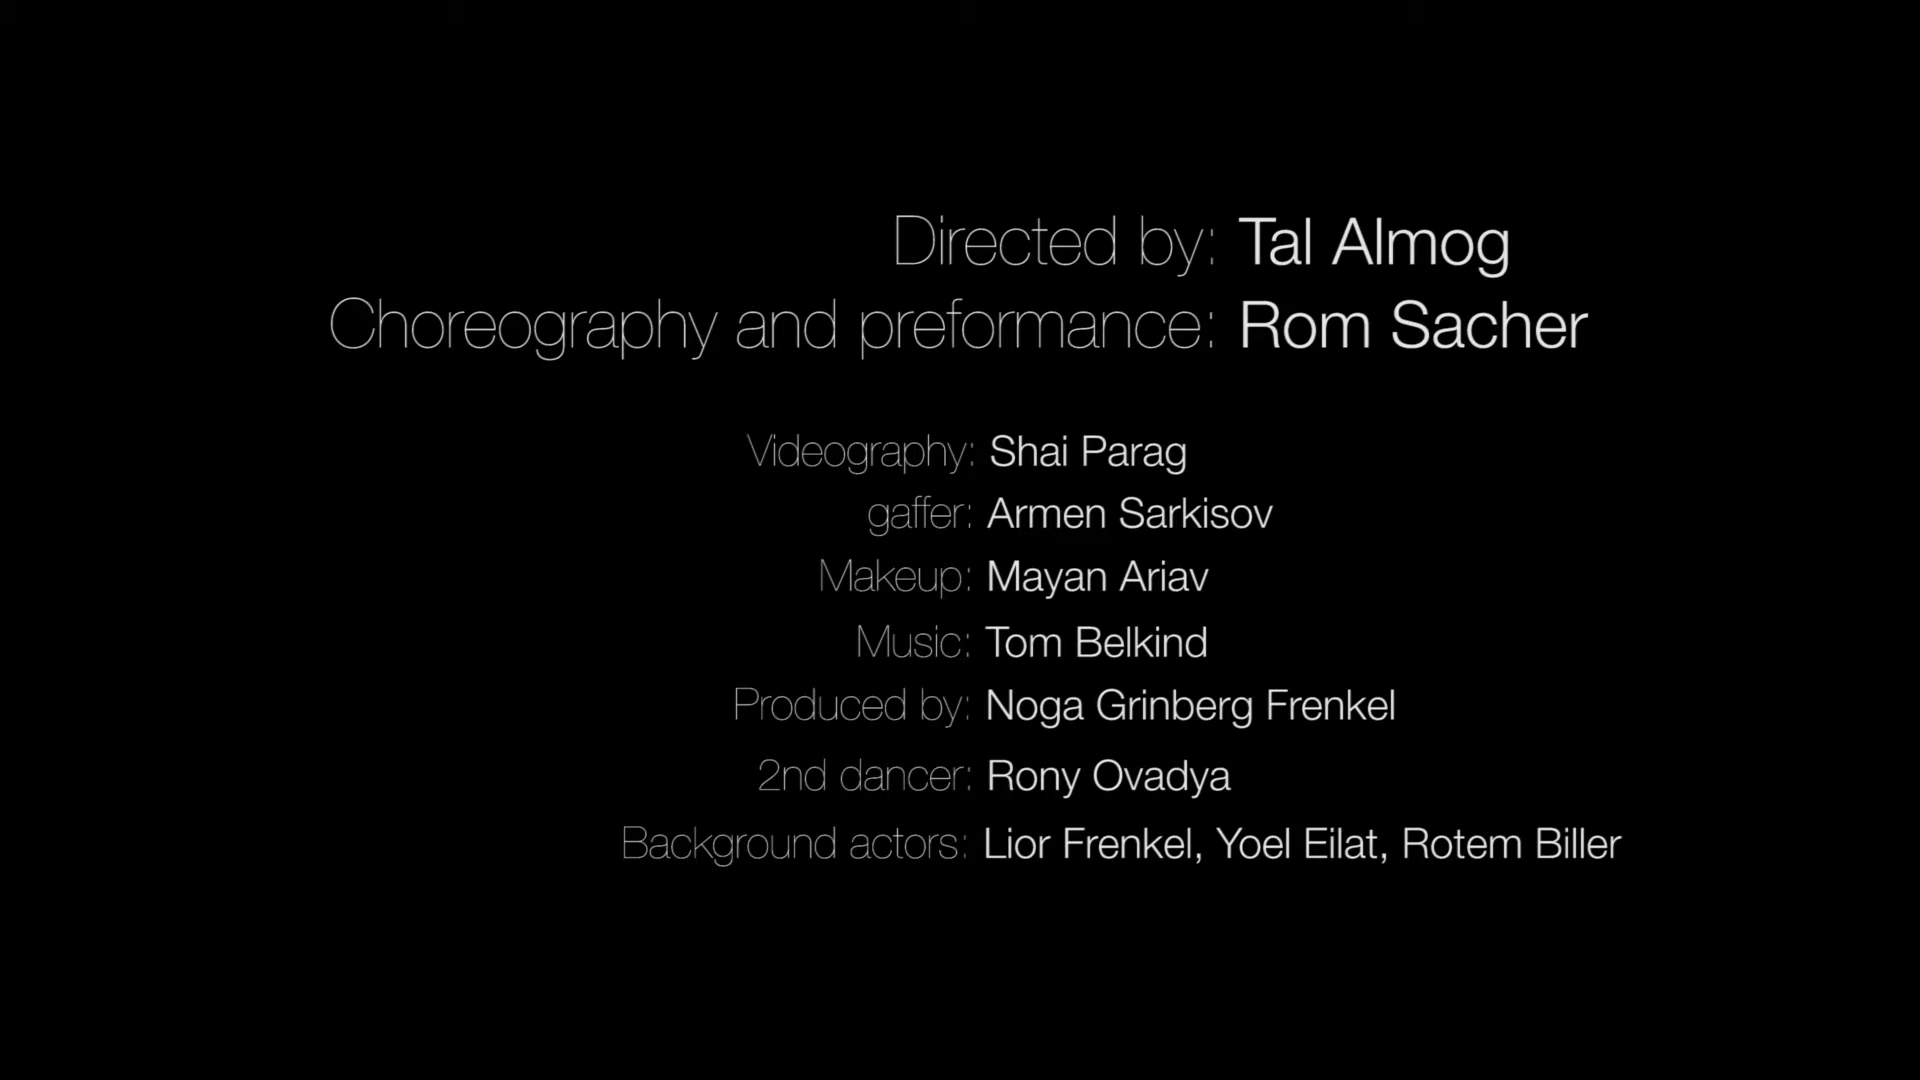 Directed by: Tal Almog
Choreography and preformance: Rom Sacher
Videography: Shai Parag
gaffer: Armen Sarkisov
Makeup: Mayan Ariav
Music: Tom Belkind
Produced by: Noga Grinberg Frenkel
2nd dancer: Rony Ovadya
Background actors: Lior Frenkel, Yoel Eilat, Rotem Biller